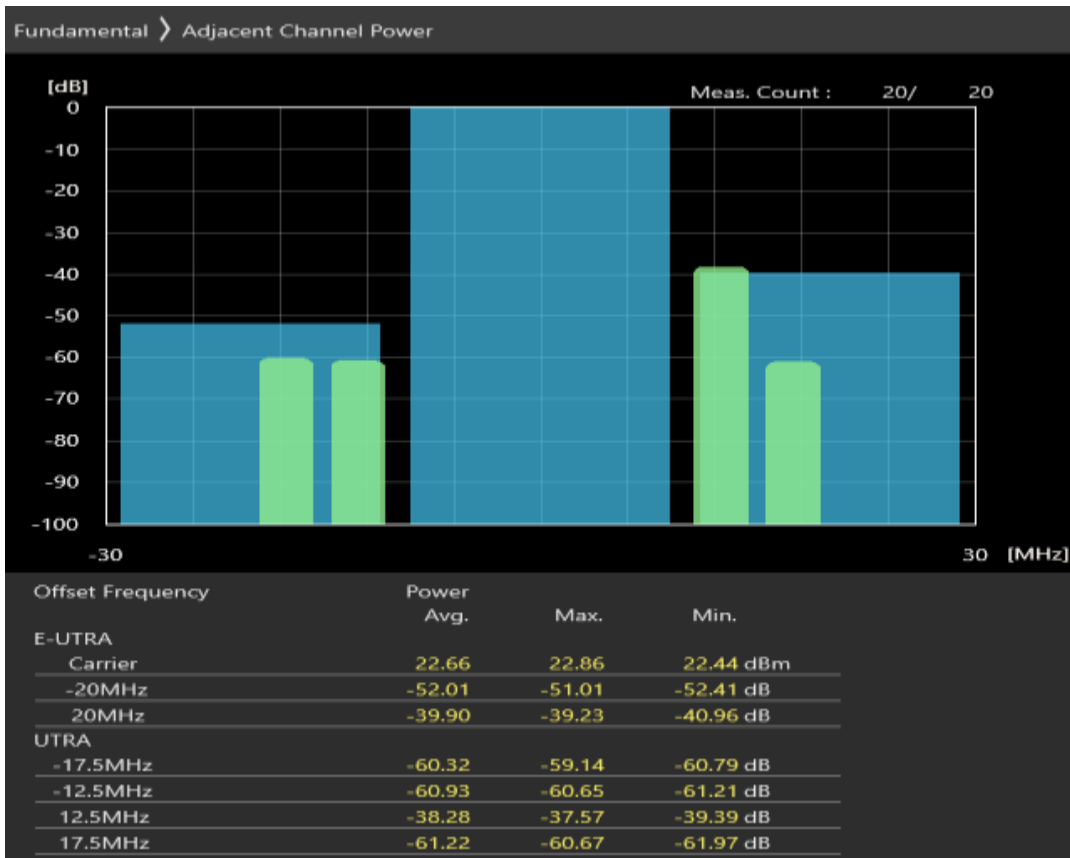 Fundamental 〉 Adjacent Channel Power
[dB]
Meas. Count : 20/ 20
0
-10
-20
-30
-40
-50
-60
-70
-80
-90
-100
-30 30 [MHz]
Offset Frequency Power
Avg. Max. Min.
E-UTRA
Carrier 22.66 22.86 22.44 dBm
-20MHz -52.01 -51.01 -52.41 dB
20MHz -39.90 -39.23 -40.96 dB
UTRA
-17.5MHz -60.32 -59.14 -60.79 dB
-12.5MHz -60.93 -60.65 -61.21 dB
12.5MHz -38.28 -37.57 -39.39 dB
17.5MHz -61.22 -60.67 -61.97 dB